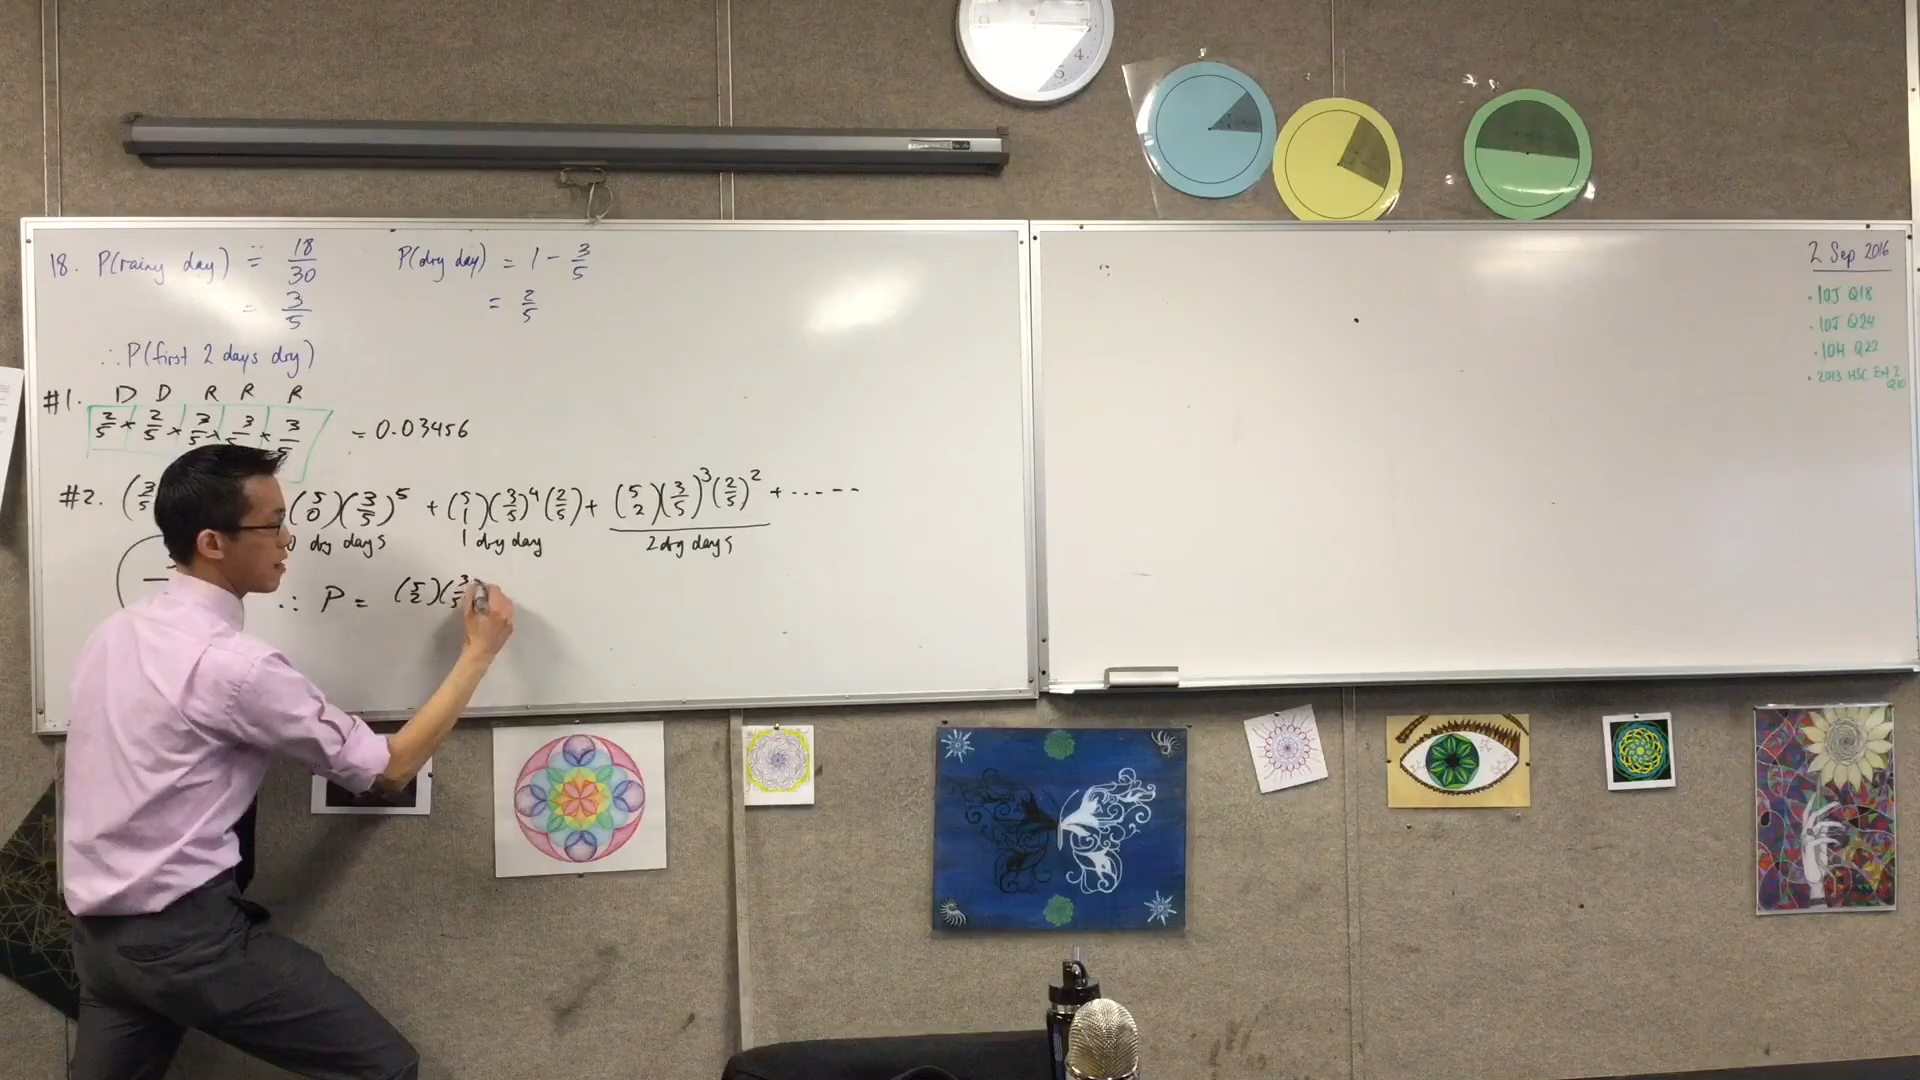 18. P(rainy day) ≈ 18/30
= 3/5
P(dry day) = 1 - 3/5
= 2/5
∴ P(first 2 days dry)
#1. D D R R R
2/5 × 2/5 × 3/5 × 3/5 × 3/5 = 0.03456
#2. (3/5 (5 0)(3/5)^5 + (5 1)(3/5)^4(2/5) + (5 2)(3/5)^3(2/5)^2 + ......
0 dry days 1 dry day 2 dry days
∴ P = (5 2)(3/5)
2 Sep 2016
• 10J Q18
• 10J Q24
• 10H Q22
• 2013 HSC Ext 2 Q10
4
5